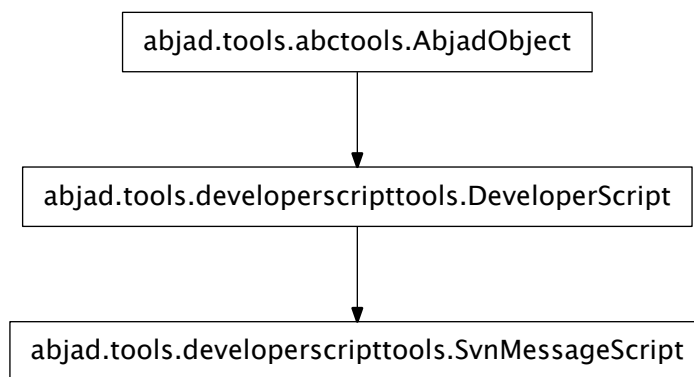 abjad.tools.abctools.AbjadObject
abjad.tools.developerscripttools.DeveloperScript
abjad.tools.developerscripttools.SvnMessageScript